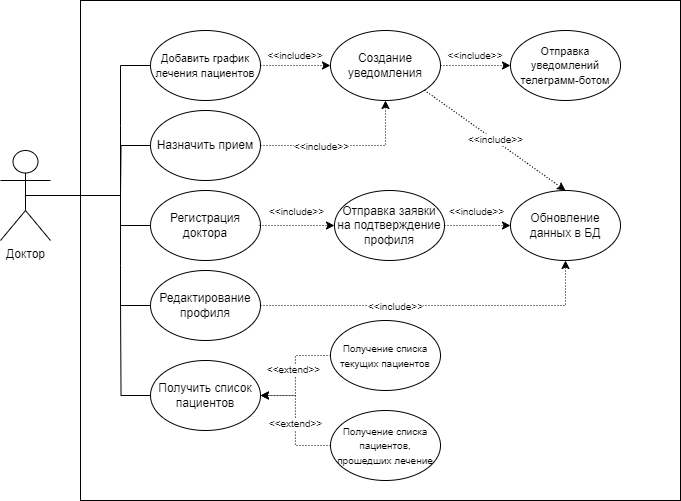 Добавить график
лечения пациентов
<<include>>
Создание
уведомления
<<include>>
Отправка
уведомлений
телеграмм-ботом
Назначить прием
<<include>>
<<include>>
Доктор
Регистрация
доктора
<<include>>
Отправка заявки
на подтверждение
профиля
<<include>>
Обновление
данных в БД
Редактирование
профиля
<<include>>
Получить список
пациентов
<<extend>>
Получение списка
текущих пациентов
<<extend>>
Получение списка
пациентов,
прошедших лечение